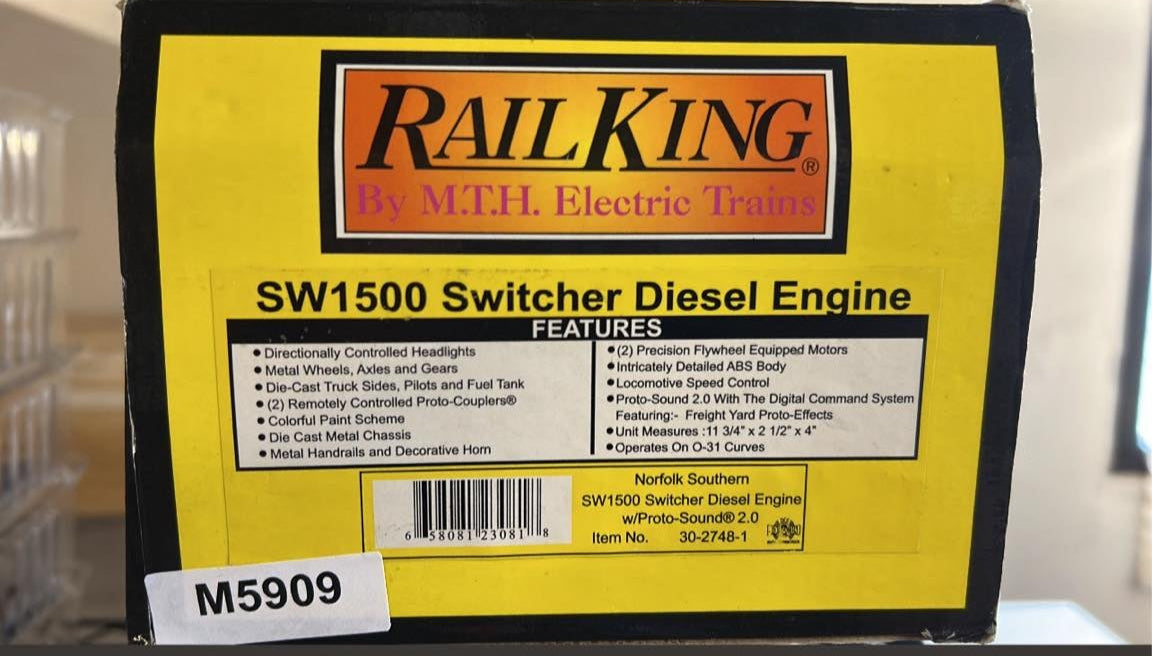 RAILKING®
By M.T.H. Electric Trains
SW1500 Switcher Diesel Engine
FEATURES
• Directionally Controlled Headlights
• Metal Wheels, Axles and Gears
• Die-Cast Truck Sides, Pilots and Fuel Tank
• (2) Remotely Controlled Proto-Couplers®
• Colorful Paint Scheme
• Die Cast Metal Chassis
• Metal Handrails and Decorative Horn
• (2) Precision Flywheel Equipped Motors
• Intricately Detailed ABS Body
• Locomotive Speed Control
• Proto-Sound 2.0 With The Digital Command System
Featuring:- Freight Yard Proto-Effects
• Unit Measures :11 3/4" x 2 1/2" x 4"
• Operates On O-31 Curves
6 58081 23081 8
Norfolk Southern
SW1500 Switcher Diesel Engine
w/Proto-Sound® 2.0
Item No. 30-2748-1
M5909